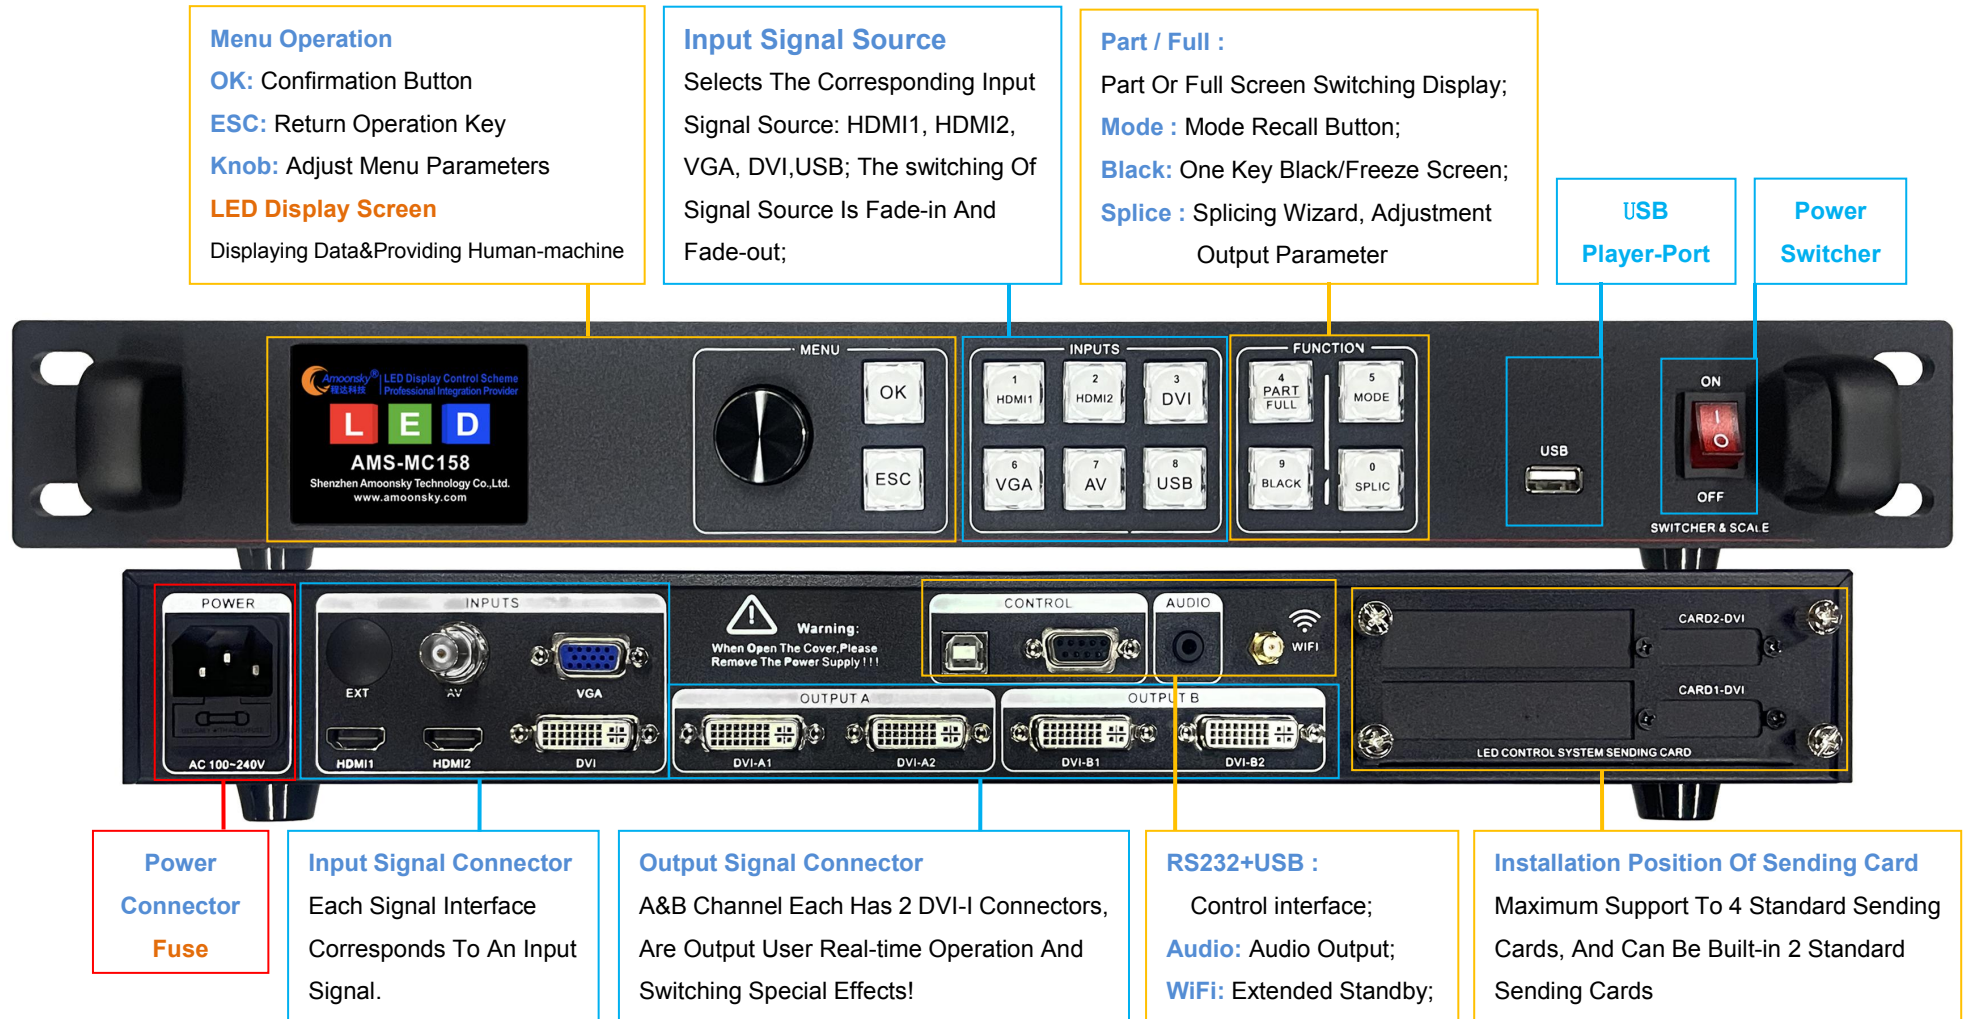 Menu Operation
OK: Confirmation Button
ESC: Return Operation Key
Knob: Adjust Menu Parameters
LED Display Screen
Displaying Data&Providing Human-machine
Input Signal Source
Selects The Corresponding Input
Signal Source: HDMI1, HDMI2,
VGA, DVI,USB; The switching Of
Signal Source Is Fade-in And
Fade-out;
Part / Full :
Part Or Full Screen Switching Display;
Mode : Mode Recall Button;
Black: One Key Black/Freeze Screen;
Splice : Splicing Wizard, Adjustment
Output Parameter
USB
Player-Port
Power
Switcher
Amoonsky®
程达科技
LED Display Control Scheme
Professional Integration Provider
LED
AMS-MC158
Shenzhen Amoonsky Technology Co.,Ltd.
www.amoonsky.com
MENU
OK
ESC
INPUTS
1 HDMI1
2 HDMI2
3 DVI
6 VGA
7 AV
8 USB
FUNCTION
4 PART FULL
5 MODE
9 BLACK
0 SPLIC
USB
ON
OFF
SWITCHER & SCALE
POWER
AC 100~240V
INPUTS
EXT
AV
VGA
HDMI1
HDMI2
DVI
Warning:
When Open The Cover,Please
Remove The Power Supply ! ! !
OUTPUT A
DVI-A1
DVI-A2
OUTPUT B
DVI-B1
DVI-B2
CONTROL
AUDIO
WIFI
CARD2-DVI
CARD1-DVI
LED CONTROL SYSTEM SENDING CARD
Power
Connector
Fuse
Input Signal Connector
Each Signal Interface
Corresponds To An Input
Signal.
Output Signal Connector
A&B Channel Each Has 2 DVI-I Connectors,
Are Output User Real-time Operation And
Switching Special Effects!
RS232+USB :
Control interface;
Audio: Audio Output;
WiFi: Extended Standby;
Installation Position Of Sending Card
Maximum Support To 4 Standard Sending
Cards, And Can Be Built-in 2 Standard
Sending Cards